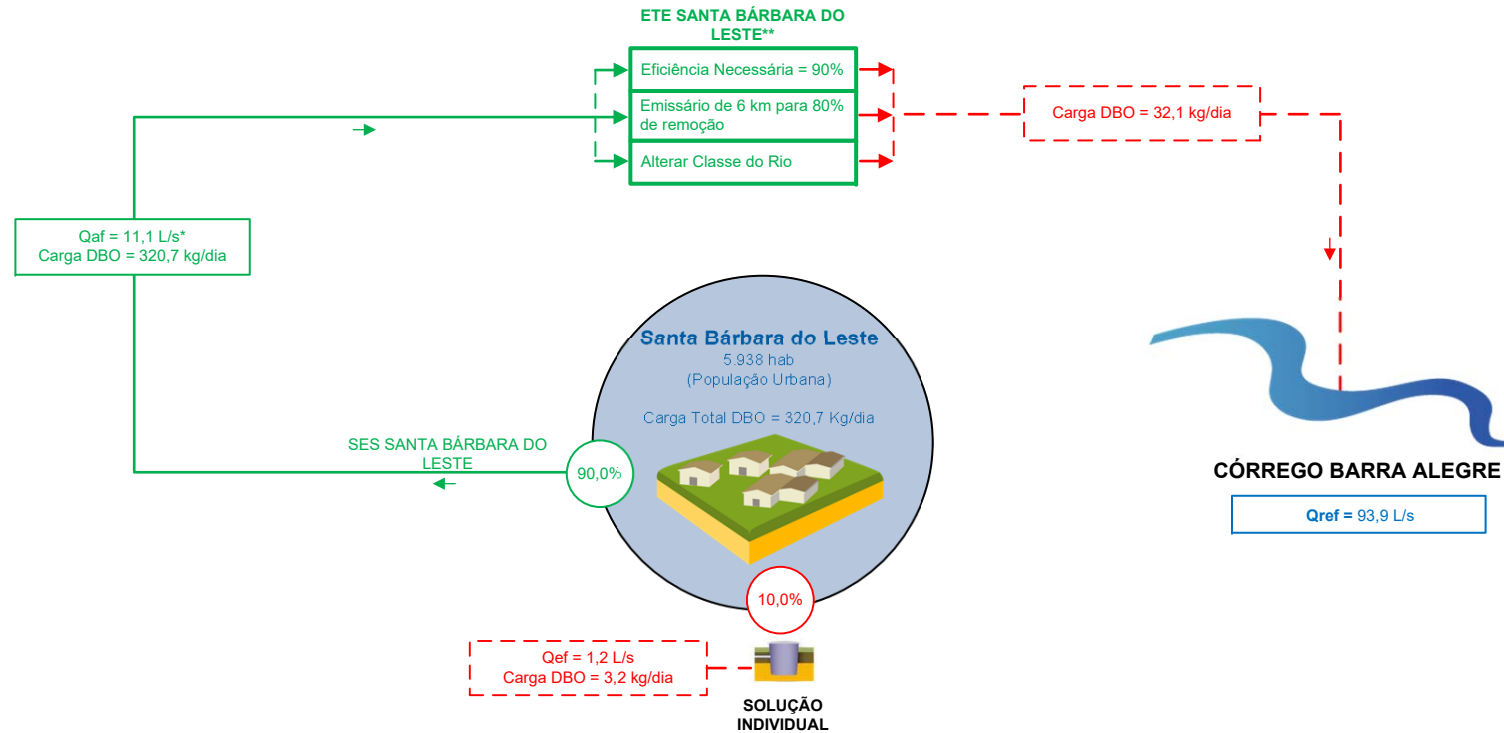 ETE SANTA BÁRBARA DO
LESTE**
Eficiência Necessária = 90%
Emissário de 6 km para 80%
de remoção
Alterar Classe do Rio
Carga DBO = 32,1 kg/dia
Qaf = 11,1 L/s*
Carga DBO = 320,7 kg/dia
Santa Bárbara do Leste
5.938 hab
(População Urbana)
Carga Total DBO = 320,7 Kg/dia
SES SANTA BÁRBARA DO
LESTE
90,0%
CÓRREGO BARRA ALEGRE
Qref = 93,9 L/s
10,0%
Qef = 1,2 L/s
Carga DBO = 3,2 kg/dia
SOLUÇÃO
INDIVIDUAL